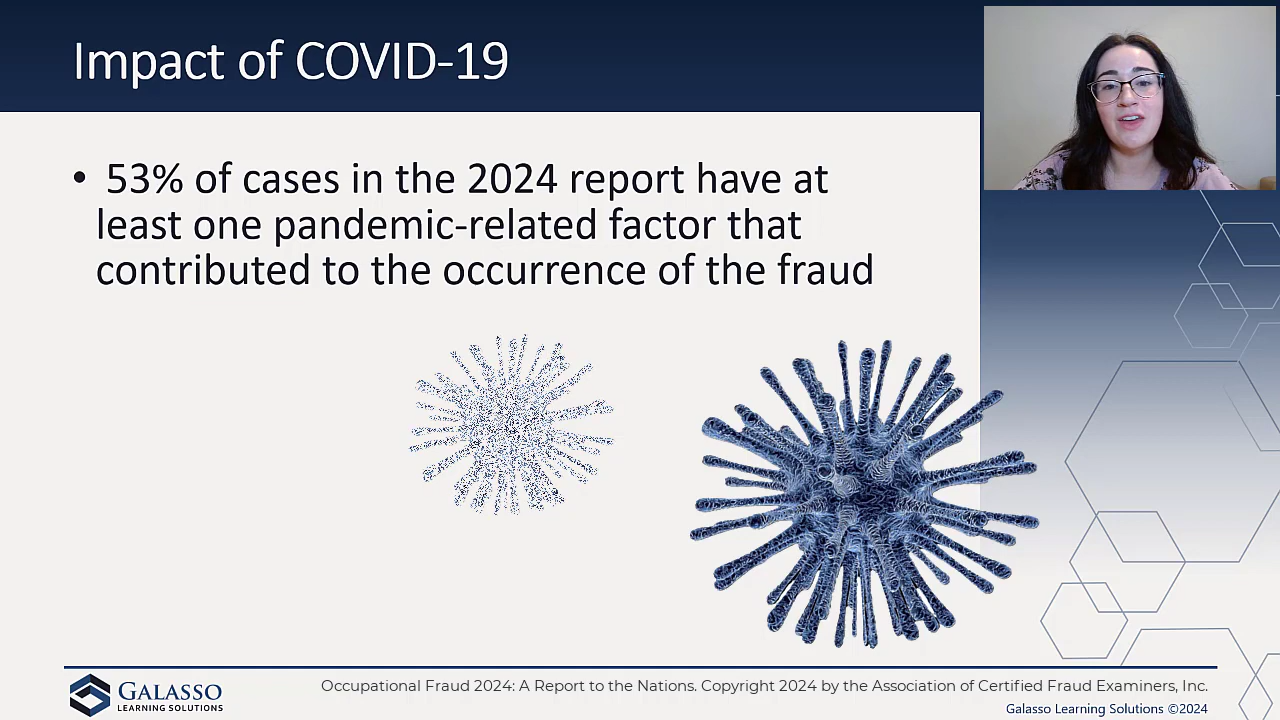 Impact of COVID-19
• 53% of cases in the 2024 report have at
least one pandemic-related factor that
contributed to the occurrence of the fraud
GALASSO
LEARNING SOLUTIONS
Occupational Fraud 2024: A Report to the Nations. Copyright 2024 by the Association of Certified Fraud Examiners, Inc.
Galasso Learning Solutions ©2024